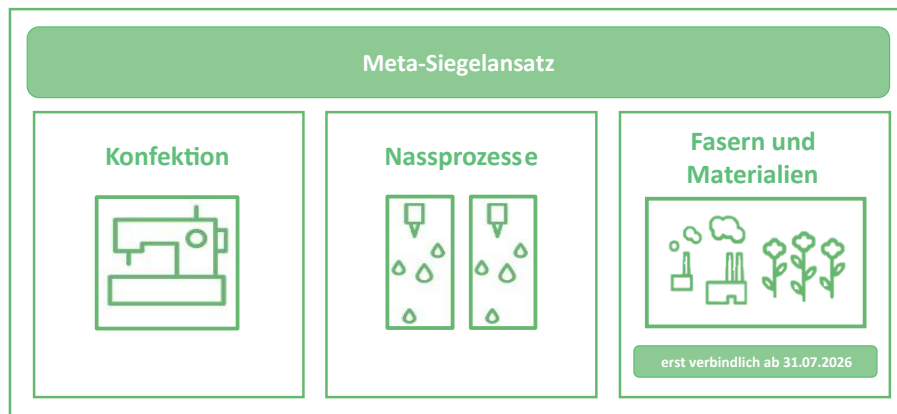 Meta-Siegelansatz
Konfektion
Nassprozesse
Fasern und
Materialien
erst verbindlich ab 31.07.2026